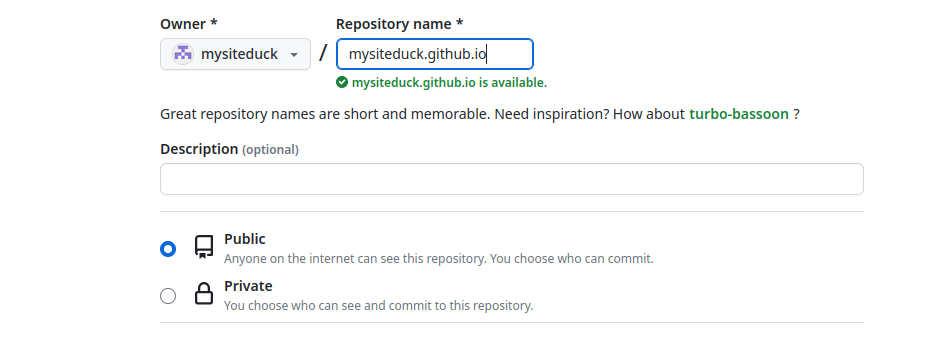 Owner * Repository name *
mysiteduck / mysiteduck.github.io
mysiteduck.github.io is available.
Great repository names are short and memorable. Need inspiration? How about turbo-bassoon ?
Description (optional)
Public
Anyone on the internet can see this repository. You choose who can commit.
Private
You choose who can see and commit to this repository.